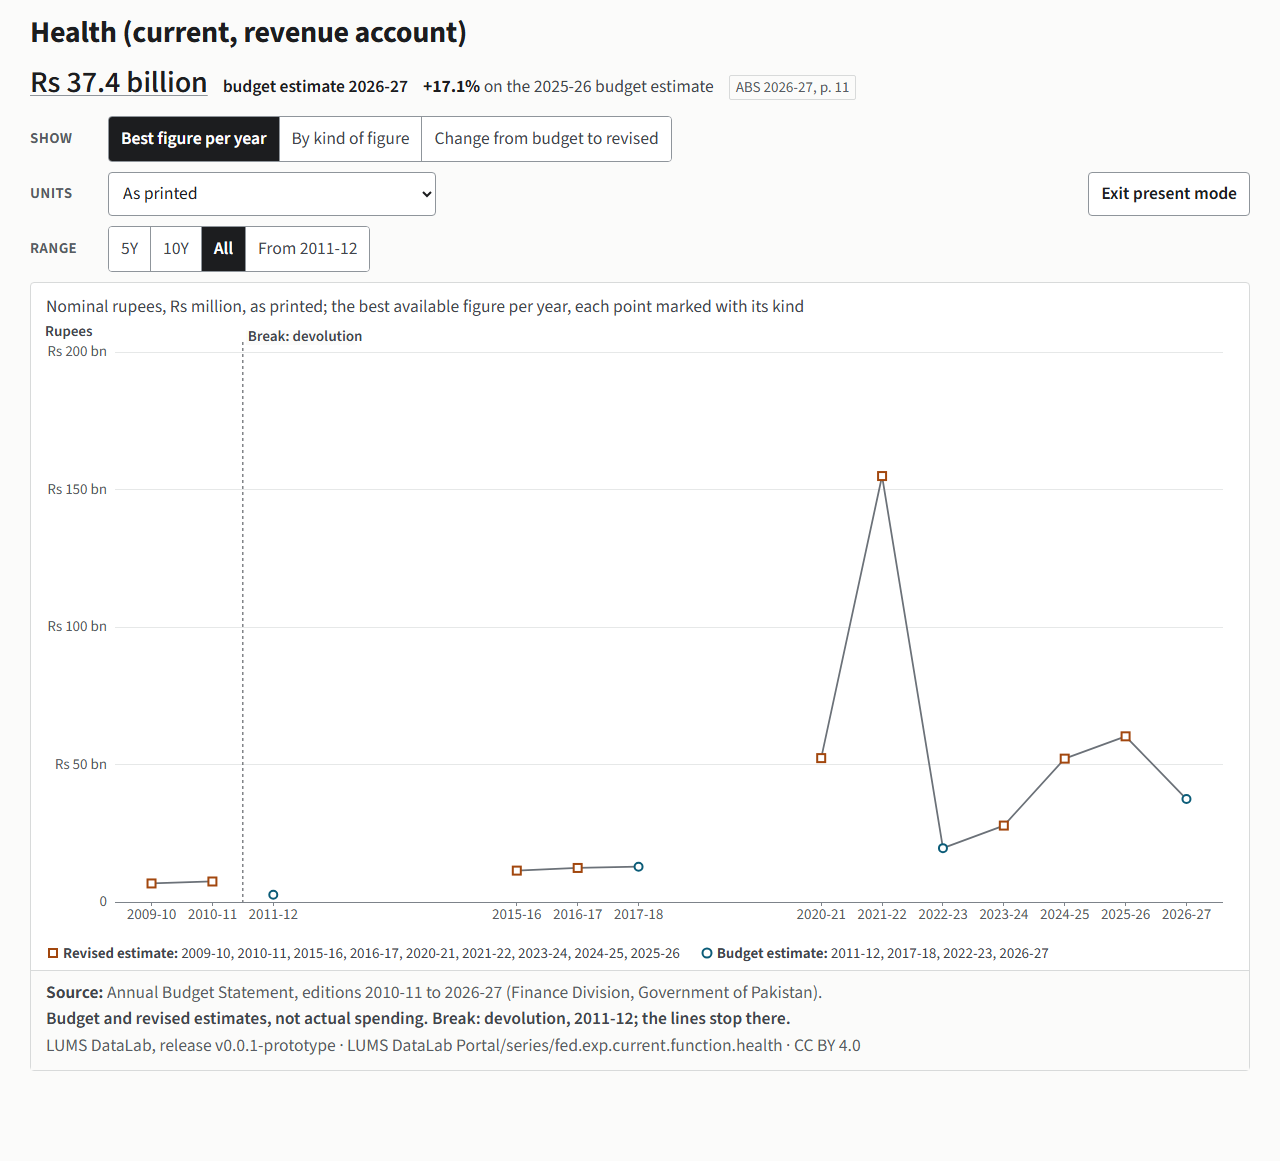 Health (current, revenue account)
Rs 37.4 billion budget estimate 2026-27 +17.1% on the 2025-26 budget estimate ABS 2026-27, p. 11
SHOW Best figure per year By kind of figure Change from budget to revised
UNITS As printed Exit present mode
RANGE 5Y 10Y All From 2011-12
Nominal rupees, Rs million, as printed; the best available figure per year, each point marked with its kind
Rupees
Break: devolution
Rs 200 bn
Rs 150 bn
Rs 100 bn
Rs 50 bn
0
2009-10 2010-11 2011-12 2015-16 2016-17 2017-18 2020-21 2021-22 2022-23 2023-24 2024-25 2025-26 2026-27
Revised estimate: 2009-10, 2010-11, 2015-16, 2016-17, 2020-21, 2021-22, 2023-24, 2024-25, 2025-26 Budget estimate: 2011-12, 2017-18, 2022-23, 2026-27
Source: Annual Budget Statement, editions 2010-11 to 2026-27 (Finance Division, Government of Pakistan).
Budget and revised estimates, not actual spending. Break: devolution, 2011-12; the lines stop there.
LUMS DataLab, release v0.0.1-prototype · LUMS DataLab Portal/series/fed.exp.current.function.health · CC BY 4.0